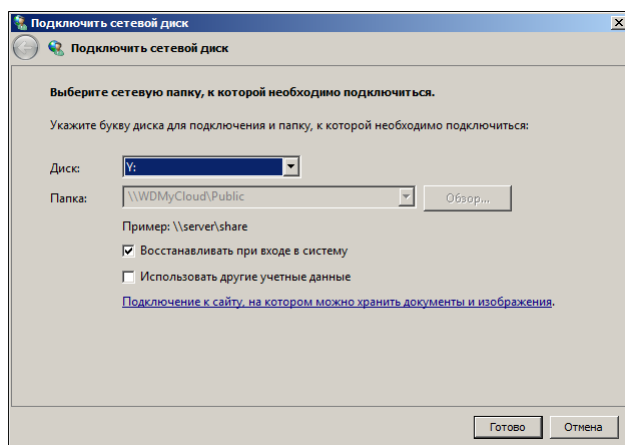 Подключить сетевой диск
Подключить сетевой диск
Выберите сетевую папку, к которой необходимо подключиться.
Укажите букву диска для подключения и папку, к которой необходимо подключиться:
Диск: Y:
Папка: \\WDMyCloud\Public Обзор...
Пример: \\server\share
Восстанавливать при входе в систему
Использовать другие учетные данные
Подключение к сайту, на котором можно хранить документы и изображения.
Готово Отмена